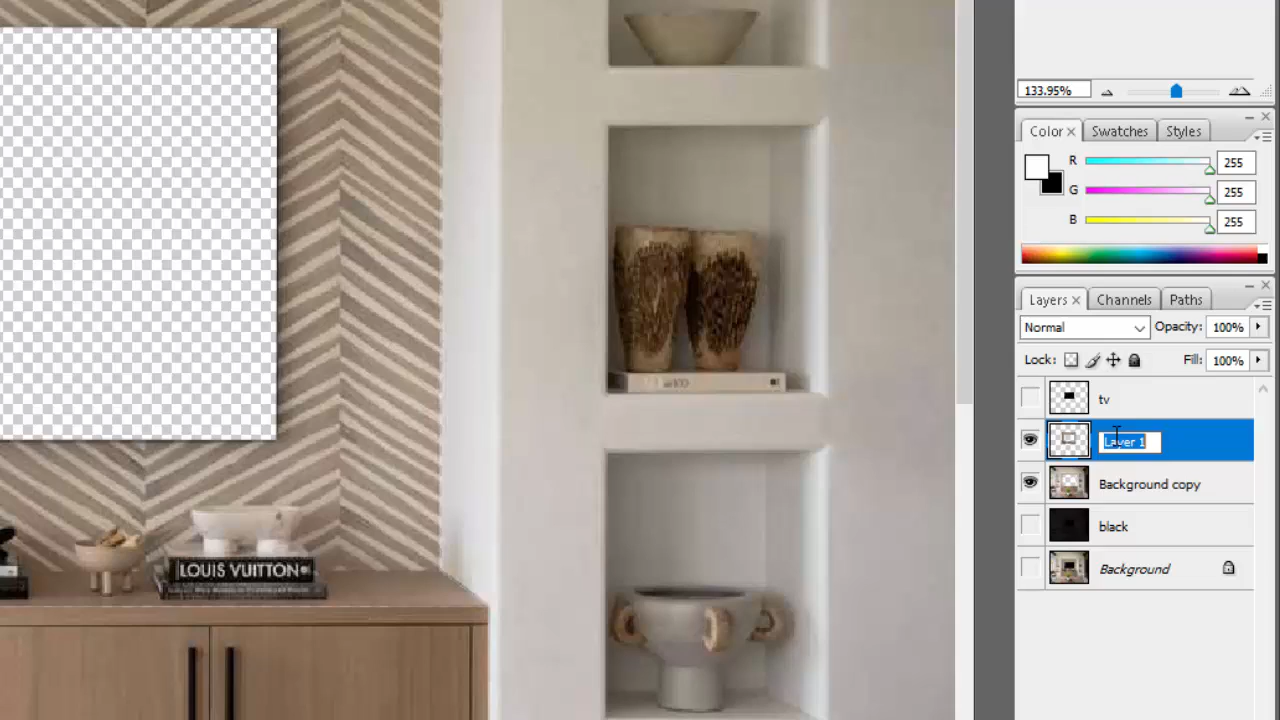 133.95%
Color Swatches Styles
R 255
G 255
B 255
Layers Channels Paths
Normal Opacity: 100%
Lock: Fill: 100%
tv
Layer 1
Background copy
black
Background
LOUIS VUITTON